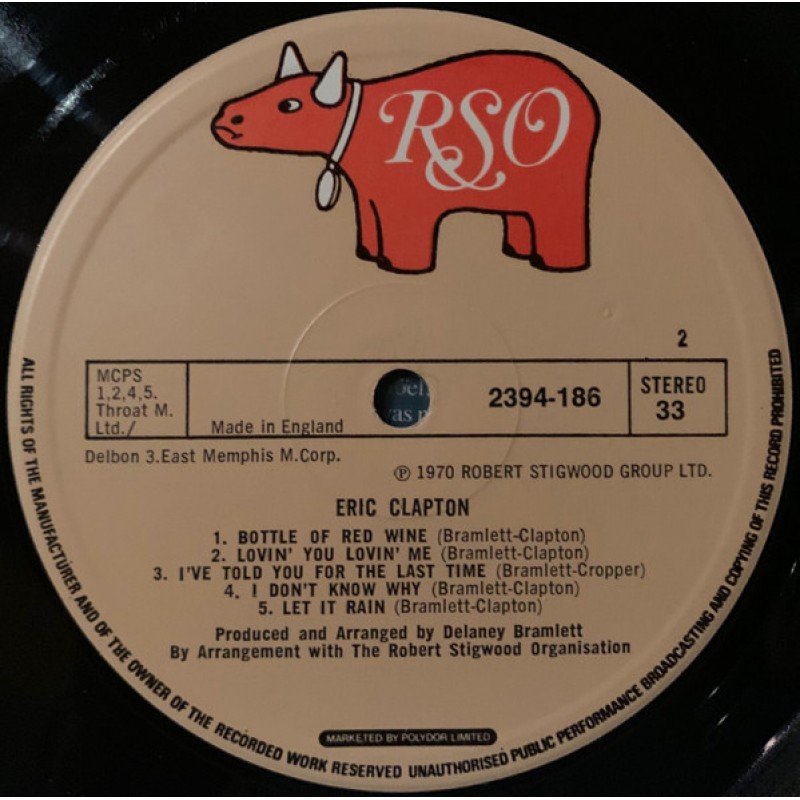 RSO
2
MCPS
1,2,4,5.
Throat M.
Ltd./
Made in England
2394-186
STEREO
33
Delbon 3.East Memphis M.Corp.
℗ 1970 ROBERT STIGWOOD GROUP LTD.
ERIC CLAPTON
1. BOTTLE OF RED WINE (Bramlett-Clapton)
2. LOVIN' YOU LOVIN' ME (Bramlett-Clapton)
3. I'VE TOLD YOU FOR THE LAST TIME (Bramlett-Cropper)
4. I DON'T KNOW WHY (Bramlett-Clapton)
5. LET IT RAIN (Bramlett-Clapton)
Produced and Arranged by Delaney Bramlett
By Arrangement with The Robert Stigwood Organisation
MARKETED BY POLYDOR LIMITED
ALL RIGHTS OF THE MANUFACTURER AND OF THE OWNER OF THE RECORDED WORK RESERVED UNAUTHORISED PUBLIC PERFORMANCE BROADCASTING AND COPYING OF THIS RECORD PROHIBITED